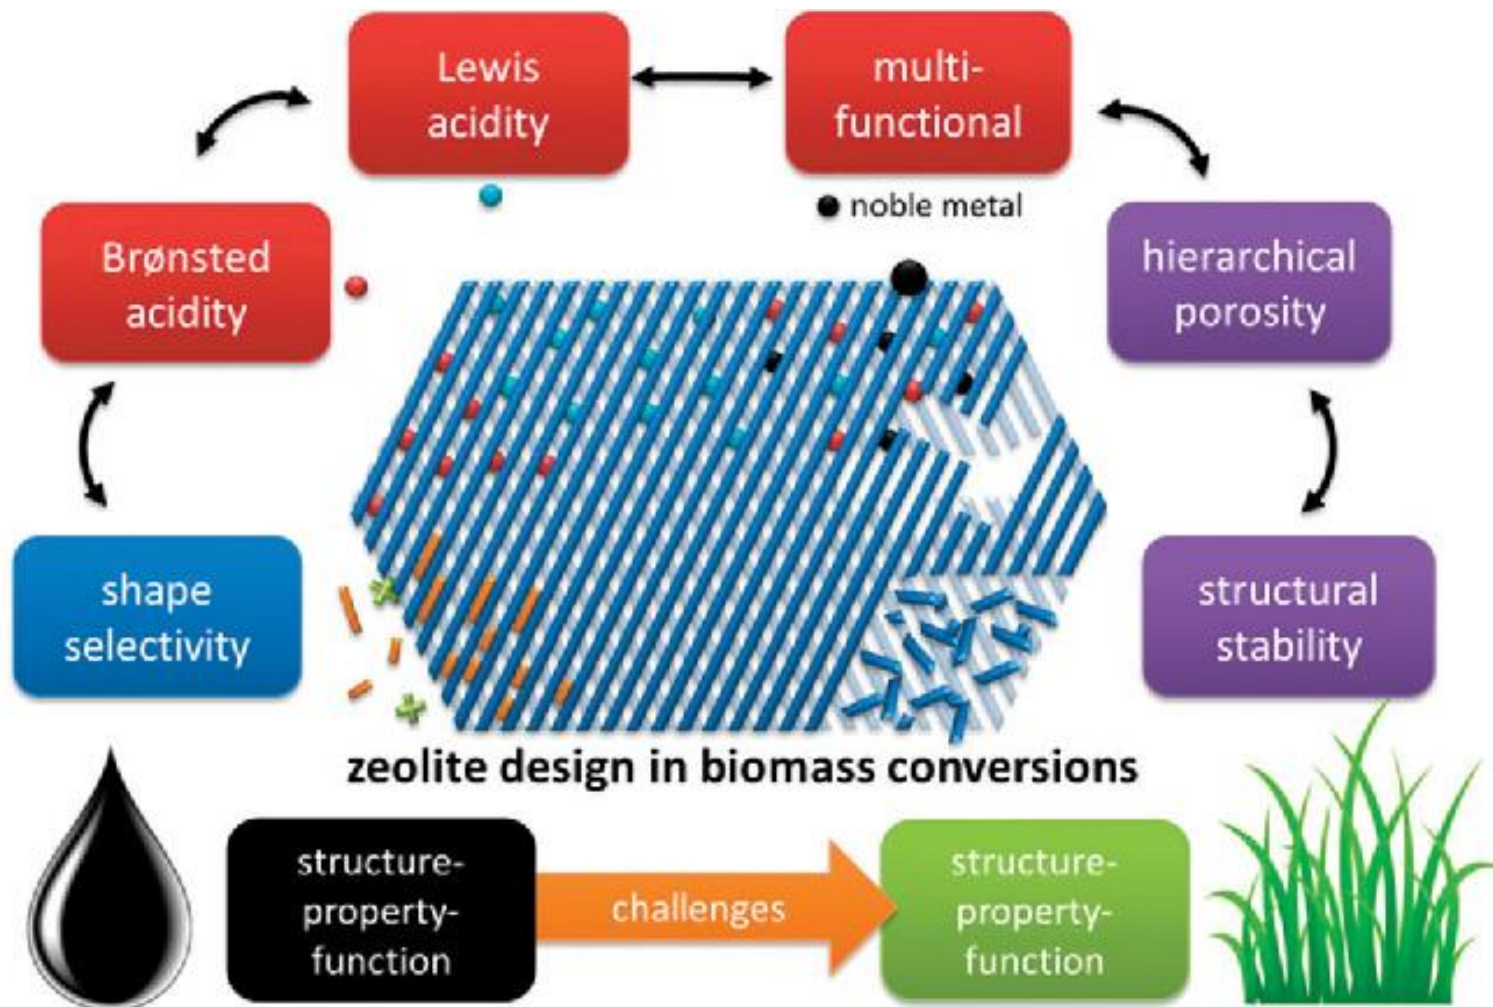 Lewis
acidity
multi-
functional
noble metal
Brønsted
acidity
hierarchical
porosity
shape
selectivity
structural
stability
zeolite design in biomass conversions
structure-
property-
function
challenges
structure-
property-
function